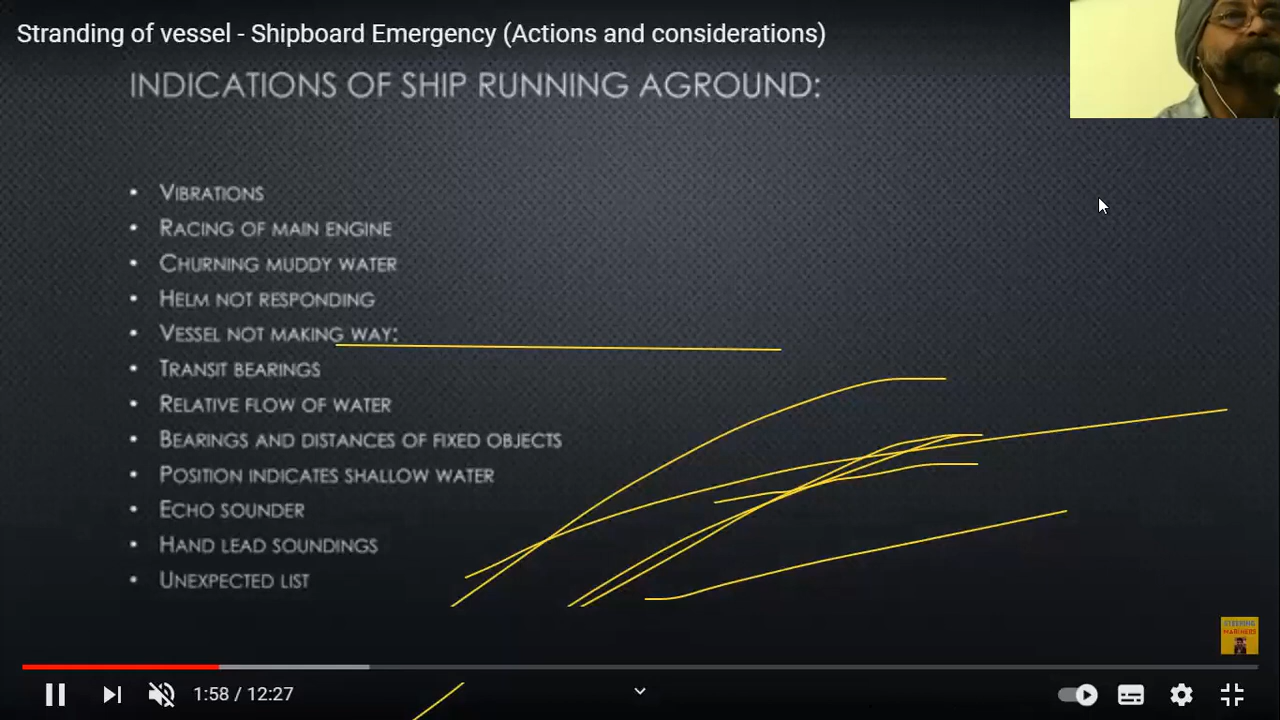 Stranding of vessel - Shipboard Emergency (Actions and considerations)
INDICATIONS OF SHIP RUNNING AGROUND:
• VIBRATIONS
• RACING OF MAIN ENGINE
• CHURNING MUDDY WATER
• HELM NOT RESPONDING
• VESSEL NOT MAKING WAY:
• TRANSIT BEARINGS
• RELATIVE FLOW OF WATER
• BEARINGS AND DISTANCES OF FIXED OBJECTS
• POSITION INDICATES SHALLOW WATER
• ECHO SOUNDER
• HAND LEAD SOUNDINGS
• UNEXPECTED LIST
MARINERS
1:58 / 12:27